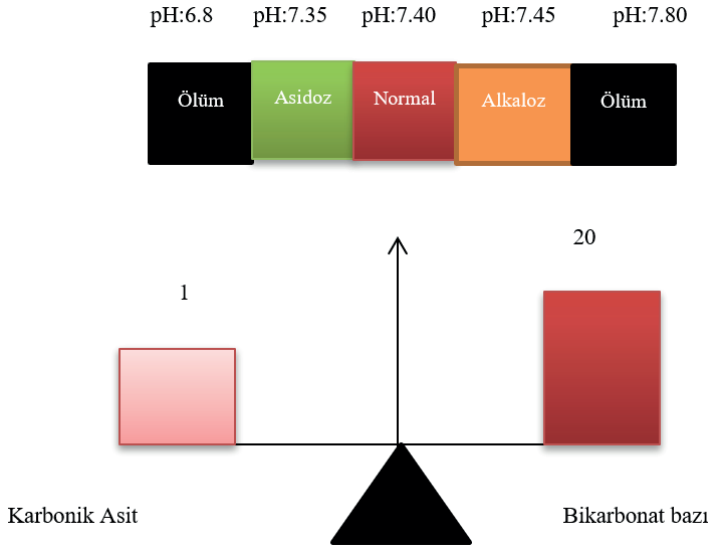 pH:6.8 pH:7.35 pH:7.40 pH:7.45 pH:7.80
Ölüm Asidoz Normal Alkaloz Ölüm
20
1
Karbonik Asit Bikarbonat bazı